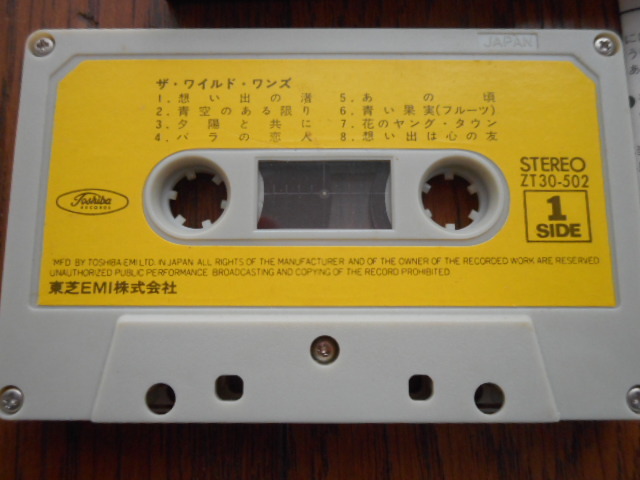 JAPAN
ザ・ワイルド・ワンズ
1.想い出の渚 5.あの頃
2.青空のある限り 6.青い果実(フルーツ)
3.夕陽と共に 7.花のヤング・タウン
4.バラの恋犬 8.想い出は心の友
STEREO
ZT30-502
Toshiba
RECORDS
1
SIDE
MFD BY TOSHIBA-EMI LTD. IN JAPAN ALL RIGHTS OF THE MANUFACTURER AND OF THE OWNER OF THE RECORDED WORK ARE RESERVED
UNAUTHORIZED PUBLIC PERFORMANCE BROADCASTING AND COPYING OF THE RECORD PROHIBITED.
東芝EMI株式会社